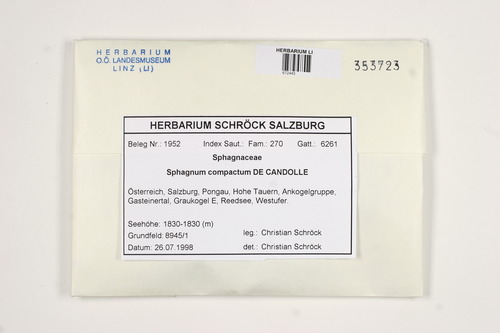 HERBARIUM
O.Ö. LANDESMUSEUM
LINZ (LI)
HERBARIUM LI
353723
HERBARIUM SCHRÖCK SALZBURG
Beleg Nr.: 1952 Index Saut.: Fam.: 270 Gatt.: 6261
Sphagnaceae
Sphagnum compactum DE CANDOLLE
Österreich, Salzburg, Pongau, Hohe Tauern, Ankogelgruppe,
Gasteinertal, Graukogel E, Reedsee, Westufer.
Seehöhe: 1830-1830 (m)
Grundfeld: 8945/1 leg.: Christian Schröck
Datum: 26.07.1998 det.: Christian Schröck